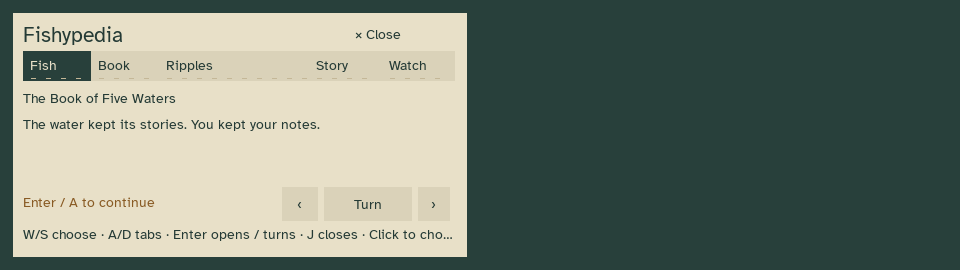 Fishypedia
× Close
Fish Book Ripples Story Watch
The Book of Five Waters
The water kept its stories. You kept your notes.
Enter / A to continue
‹ Turn ›
W/S choose · A/D tabs · Enter opens / turns · J closes · Click to cho…